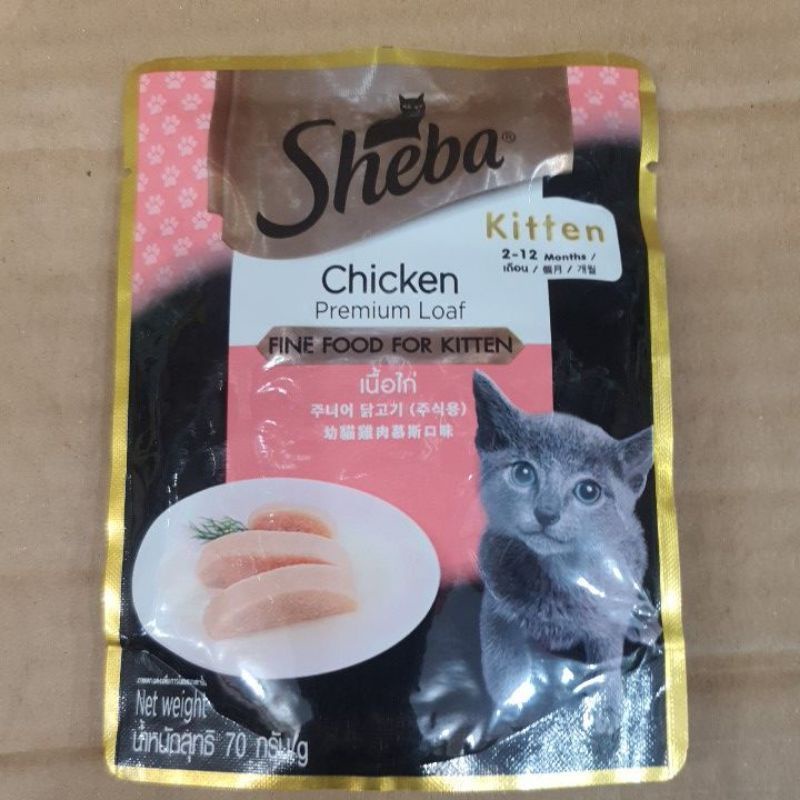 Sheba®
Kitten
2-12 Months /
เดือน / 個月 / 개월
Chicken
Premium Loaf
FINE FOOD FOR KITTEN
เนื้อไก่
주니어 닭고기 (주식용)
幼貓雞肉慕斯口味
Net weight
น้ำหนักสุทธิ 70 กรัม/g